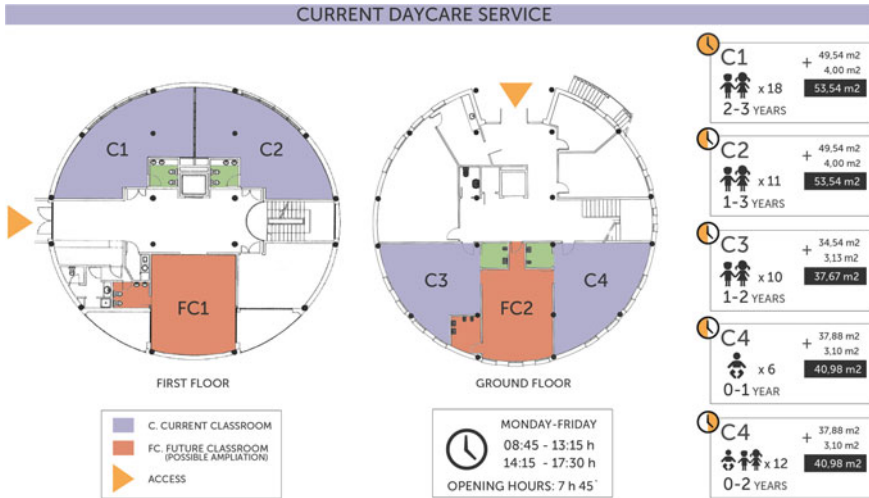 CURRENT DAYCARE SERVICE
C1
C2
FC1
FIRST FLOOR
C3
FC2
C4
GROUND FLOOR
C. CURRENT CLASSROOM
FC. FUTURE CLASSROOM
(POSSIBLE AMPLIATION)
ACCESS
MONDAY-FRIDAY
08:45 - 13:15 h
14:15 - 17:30 h
OPENING HOURS: 7 h 45´
C1
+ 49,54 m2
4,00 m2
x 18
53,54 m2
2-3 YEARS
C2
+ 49,54 m2
4,00 m2
x 11
53,54 m2
1-3 YEARS
C3
+ 34,54 m2
3,13 m2
x 10
37,67 m2
1-2 YEARS
C4
+ 37,88 m2
3,10 m2
x 6
40,98 m2
0-1 YEAR
C4
+ 37,88 m2
3,10 m2
x 12
40,98 m2
0-2 YEARS